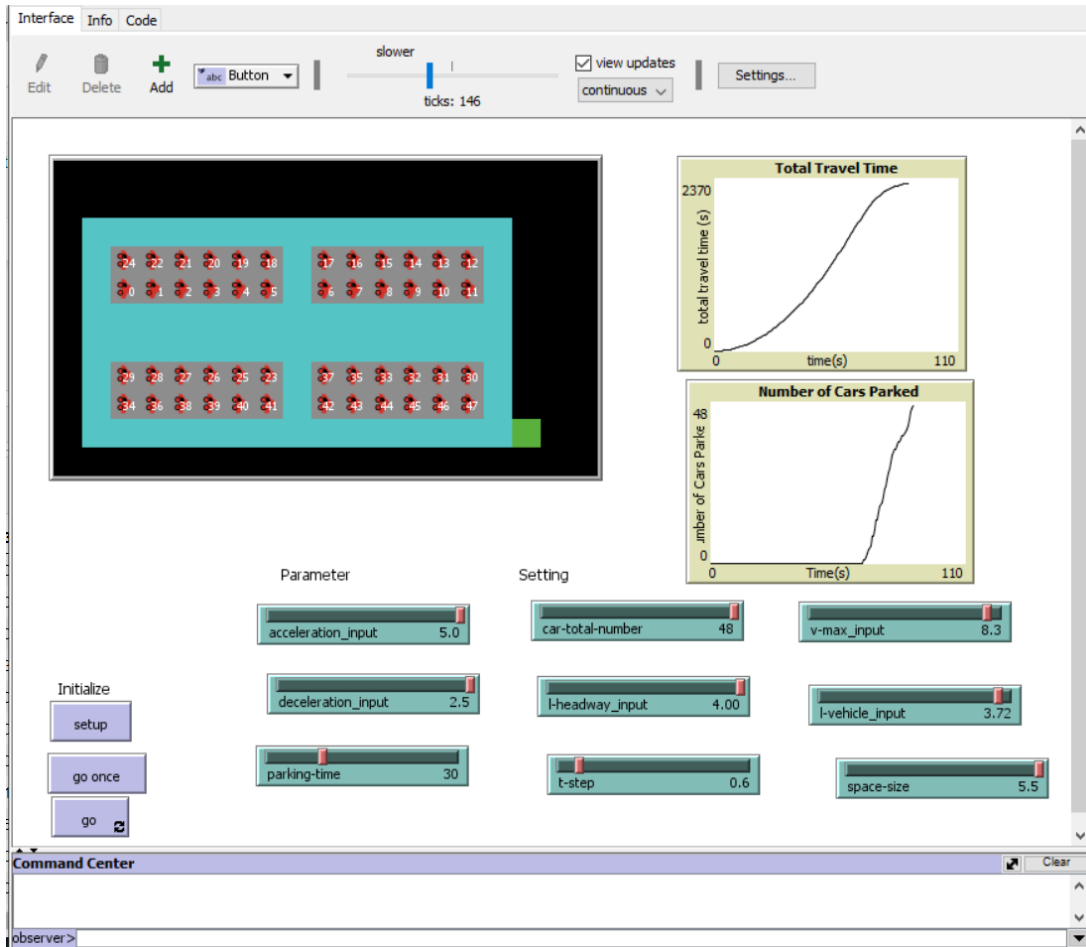 Interface Info Code
slower
Edit Delete Add abc Button view updates
continuous Settings...
ticks: 146
Total Travel Time
2370
total travel time (s)
0
0 time(s) 110
24 22 21 20 19 18 17 16 15 14 13 12
0 1 2 3 4 5 6 7 8 9 10 11
29 28 27 26 25 23 37 35 33 32 31 30
34 36 38 39 40 41 42 43 44 45 46 47
Number of Cars Parked
48
umber of Cars Parke
0
0 Time(s) 110
Parameter Setting
acceleration_input 5.0 car-total-number 48 v-max_input 8.3
Initialize
setup
deceleration_input 2.5 l-headway_input 4.00 l-vehicle_input 3.72
go once
parking-time 30 t-step 0.6 space-size 5.5
go
Command Center Clear
observer>